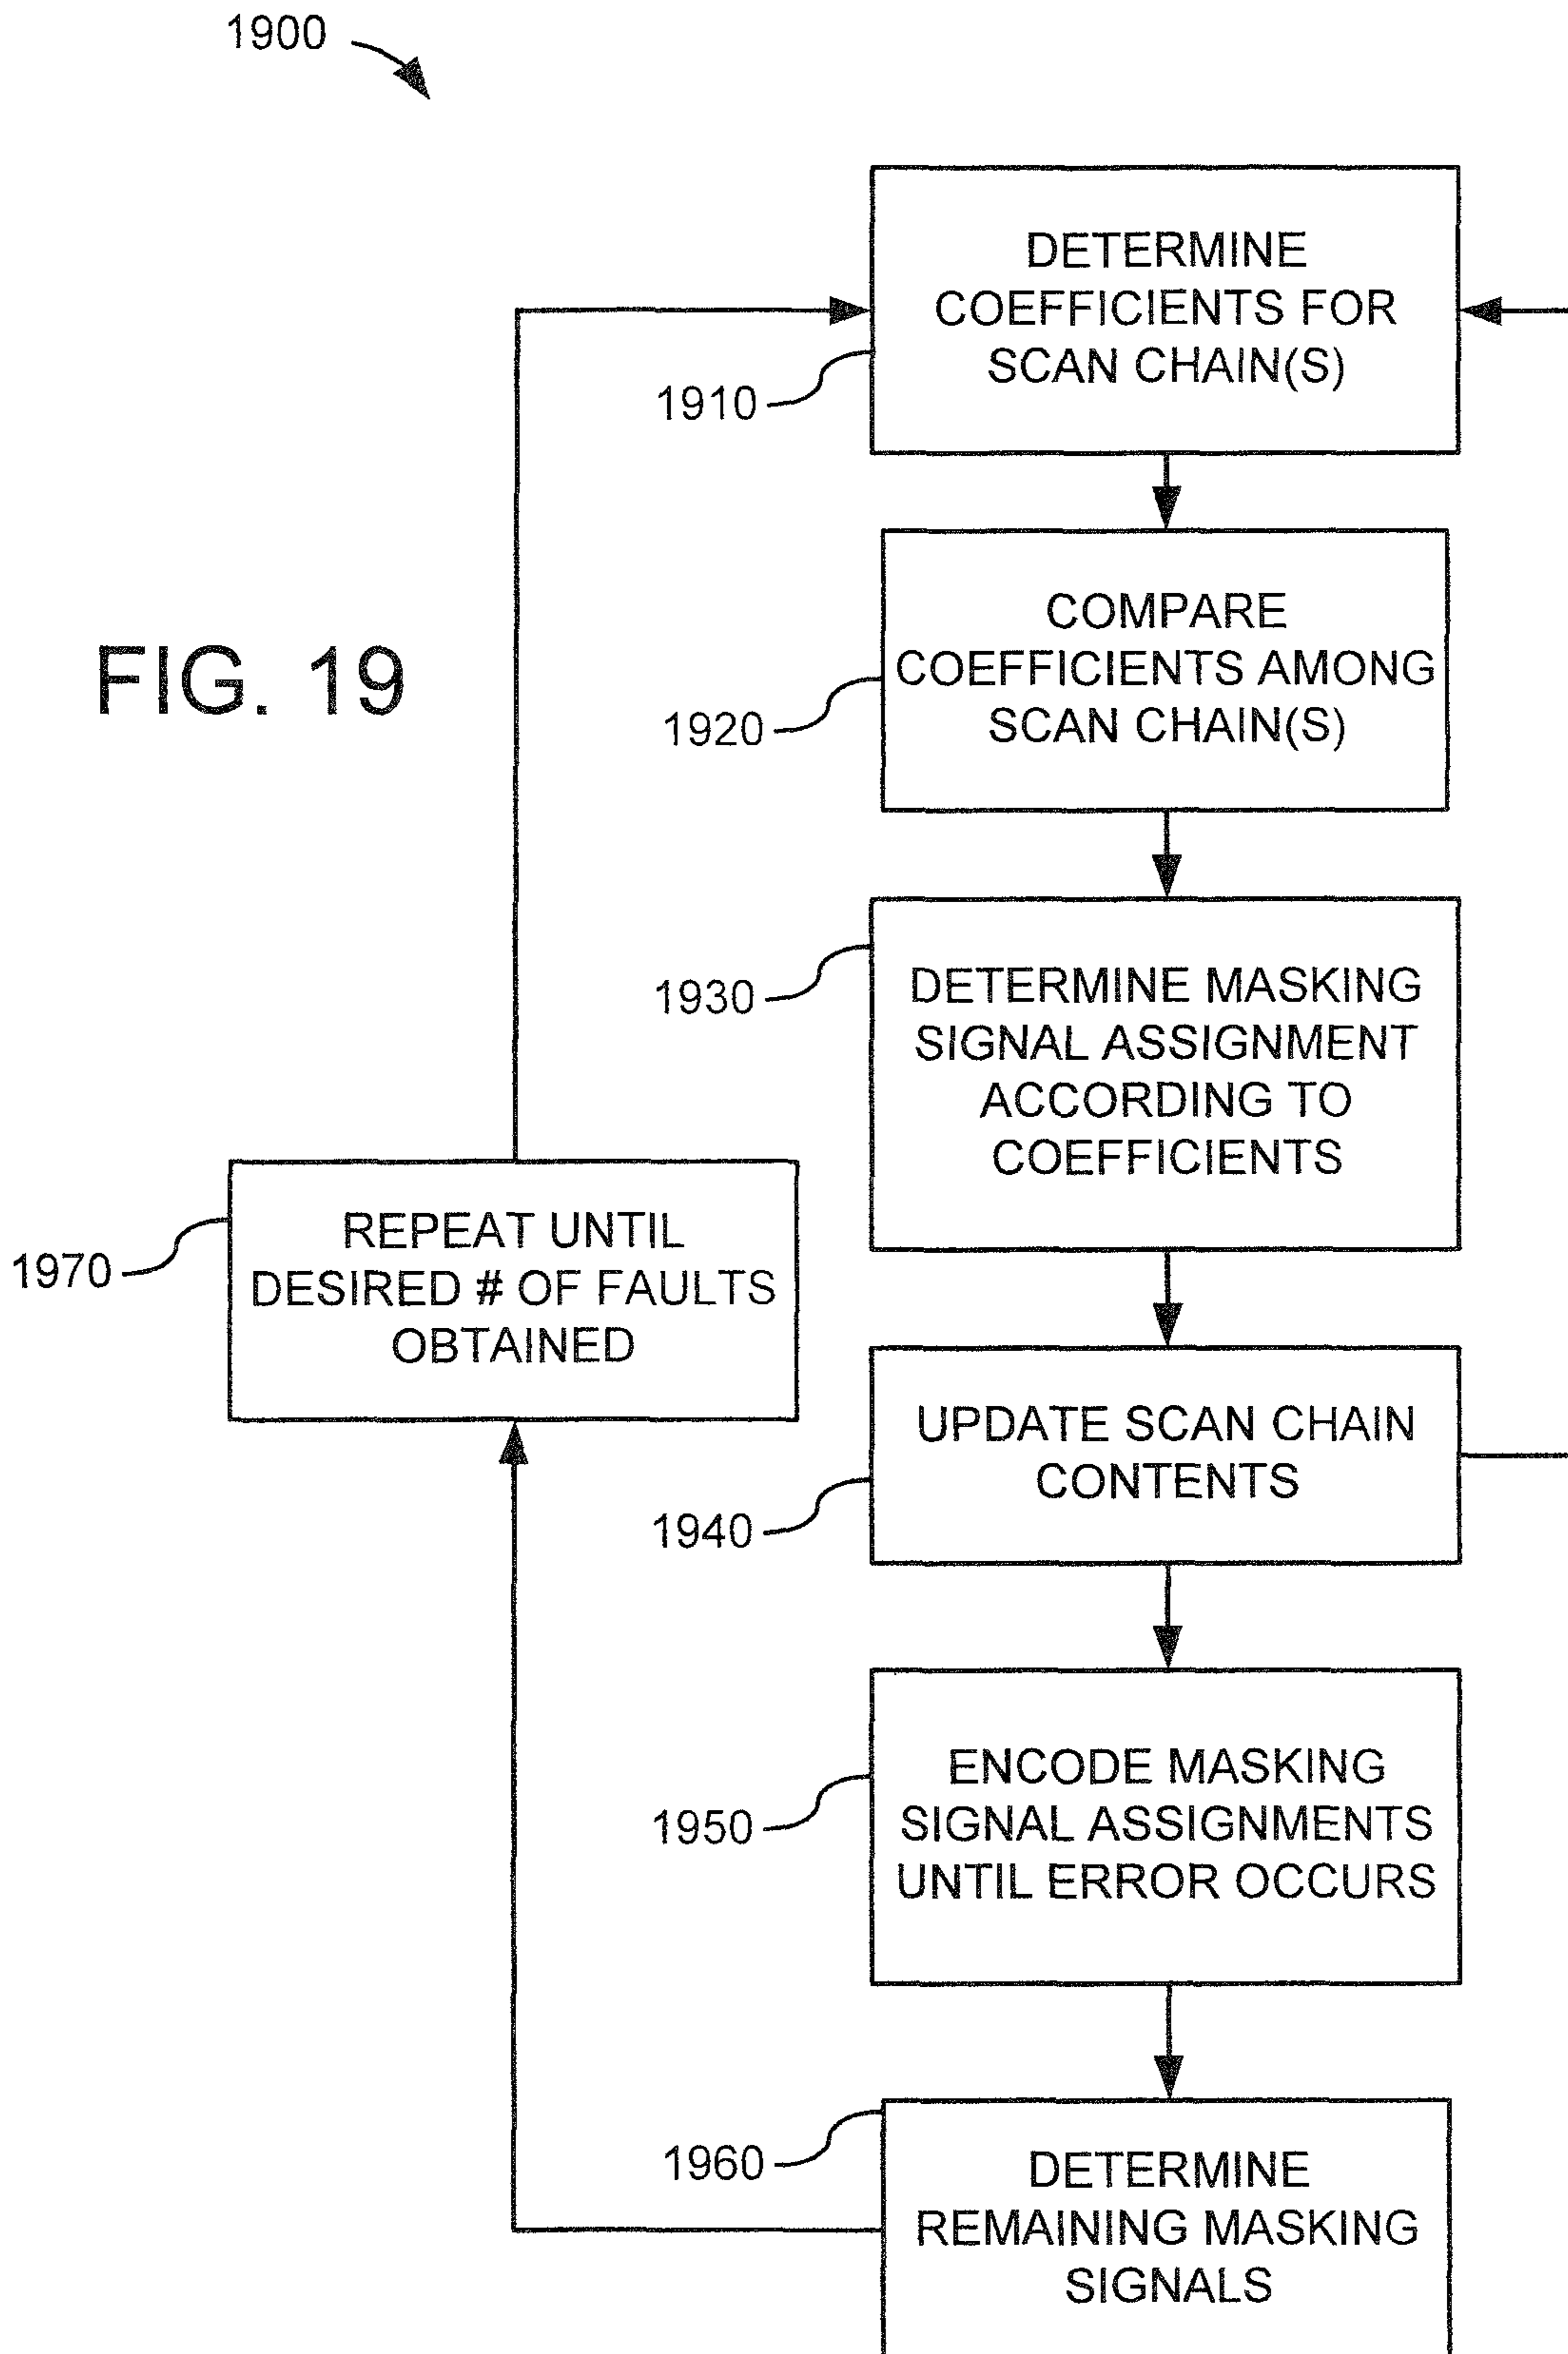 1900
DETERMINE
COEFFICIENTS FOR
SCAN CHAIN(S)
1910
COMPARE
COEFFICIENTS AMONG
SCAN CHAIN(S)
1920
FIG. 19
DETERMINE MASKING
SIGNAL ASSIGNMENT
ACCORDING TO
COEFFICIENTS
1930
REPEAT UNTIL
DESIRED # OF FAULTS
OBTAINED
1970
UPDATE SCAN CHAIN
CONTENTS
1940
ENCODE MASKING
SIGNAL ASSIGNMENTS
UNTIL ERROR OCCURS
1950
1960
DETERMINE
REMAINING MASKING
SIGNALS